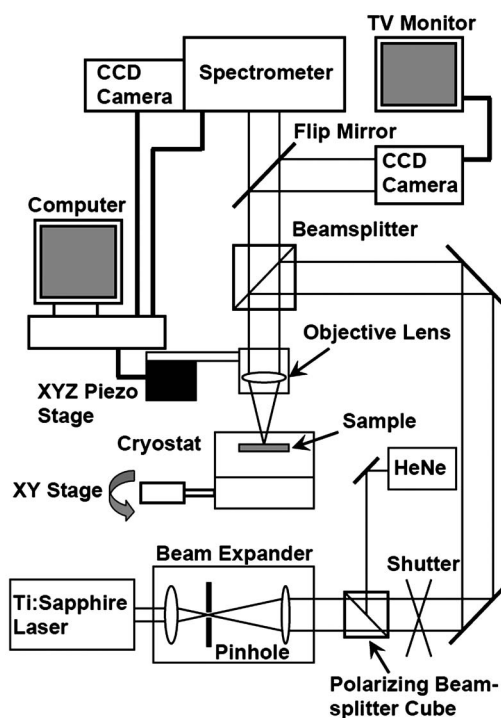 TV Monitor
CCD
Camera
Spectrometer
Flip Mirror
CCD
Camera
Computer
Beamsplitter
Objective Lens
XYZ Piezo
Stage
Sample
Cryostat
XY Stage
HeNe
Beam Expander
Shutter
Ti:Sapphire
Laser
Pinhole
Polarizing Beam-
splitter Cube